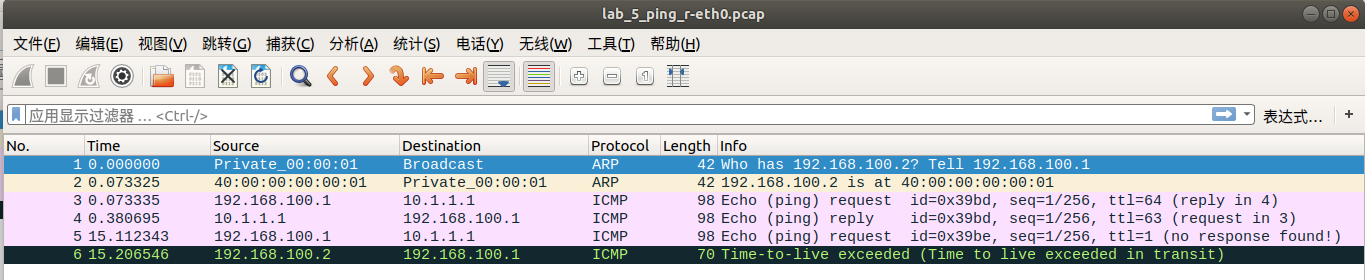 lab_5_ping_r-eth0.pcap
文件(F) 编辑(E) 视图(V) 跳转(G) 捕获(C) 分析(A) 统计(S) 电话(Y) 无线(W) 工具(T) 帮助(H)
应用显示过滤器 … <Ctrl-/> 表达式… +
No. Time Source Destination Protocol Length Info
1 0.000000 Private_00:00:01 Broadcast ARP 42 Who has 192.168.100.2? Tell 192.168.100.1
2 0.073325 40:00:00:00:00:01 Private_00:00:01 ARP 42 192.168.100.2 is at 40:00:00:00:00:01
3 0.073335 192.168.100.1 10.1.1.1 ICMP 98 Echo (ping) request id=0x39bd, seq=1/256, ttl=64 (reply in 4)
4 0.380695 10.1.1.1 192.168.100.1 ICMP 98 Echo (ping) reply id=0x39bd, seq=1/256, ttl=63 (request in 3)
5 15.112343 192.168.100.1 10.1.1.1 ICMP 98 Echo (ping) request id=0x39be, seq=1/256, ttl=1 (no response found!)
6 15.206546 192.168.100.2 192.168.100.1 ICMP 70 Time-to-live exceeded (Time to live exceeded in transit)